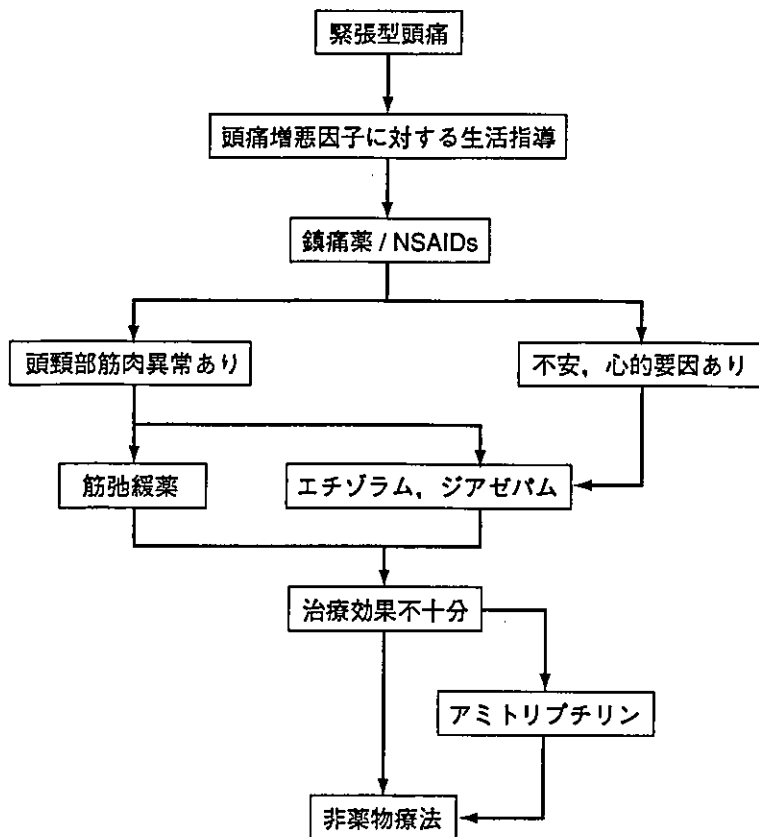 緊張型頭痛
頭痛増悪因子に対する生活指導
鎮痛薬 / NSAIDs
頭頸部筋肉異常あり
不安，心的要因あり
筋弛緩薬
エチゾラム，ジアゼパム
治療効果不十分
アミトリプチリン
非薬物療法